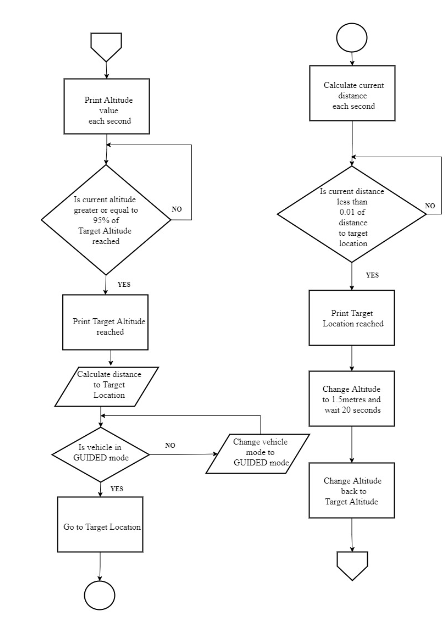 Print Altitude
value
each second
Is current altitude
greater or equal to
95% of
Target Altitude
reached
NO
YES
Print Target Altitude
reached
Calculate distance
to Target
Location
Is vehicle in
GUIDED mode
NO
Change vehicle
mode to
GUIDED mode
YES
Go to Target Location
Calculate current
distance
each second
Is current distance
less than
0.01 of
distance
to target
location
NO
YES
Print Target
Location reached
Change Altitude
to 1.5metres and
wait 20 seconds
Change Altitude
back to
Target Altitude